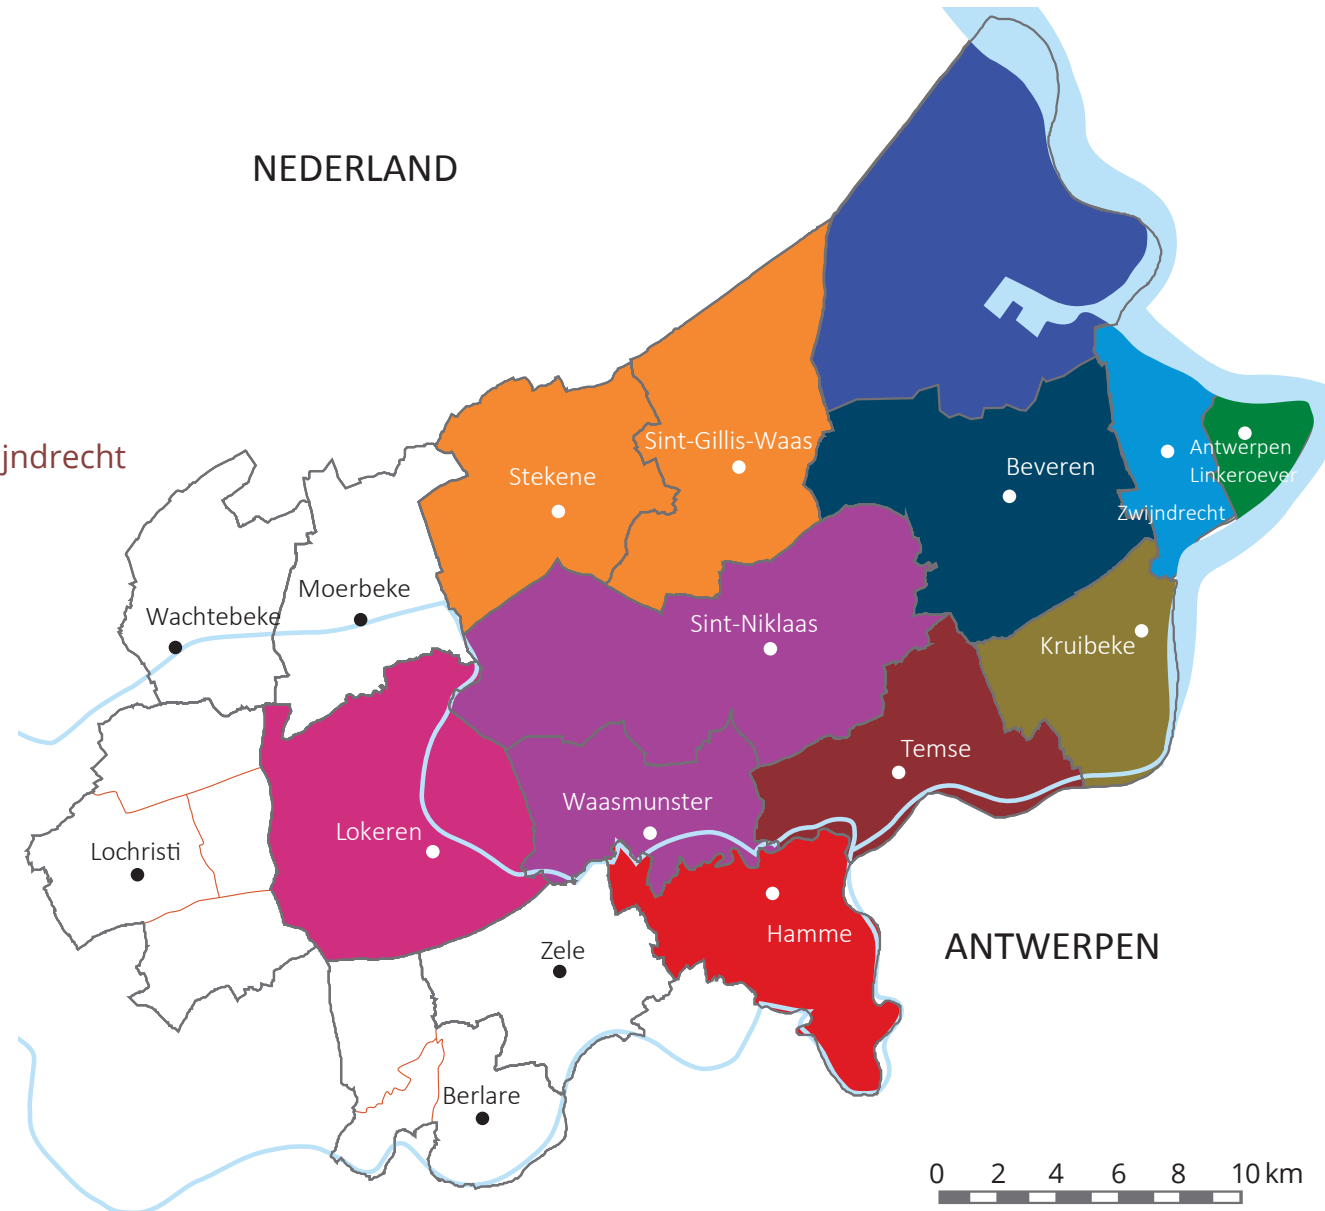 NEDERLAND
jndrecht
Sint-Gillis-Waas
Stekene
Beveren
Antwerpen
Linkeroever
Zwijndrecht
Moerbeke
Wachtebeke
Sint-Niklaas
Kruibeke
Temse
Waasmunster
Lokeren
Lochristi
Hamme
Zele
ANTWERPEN
Berlare
0 2 4 6 8 10 km